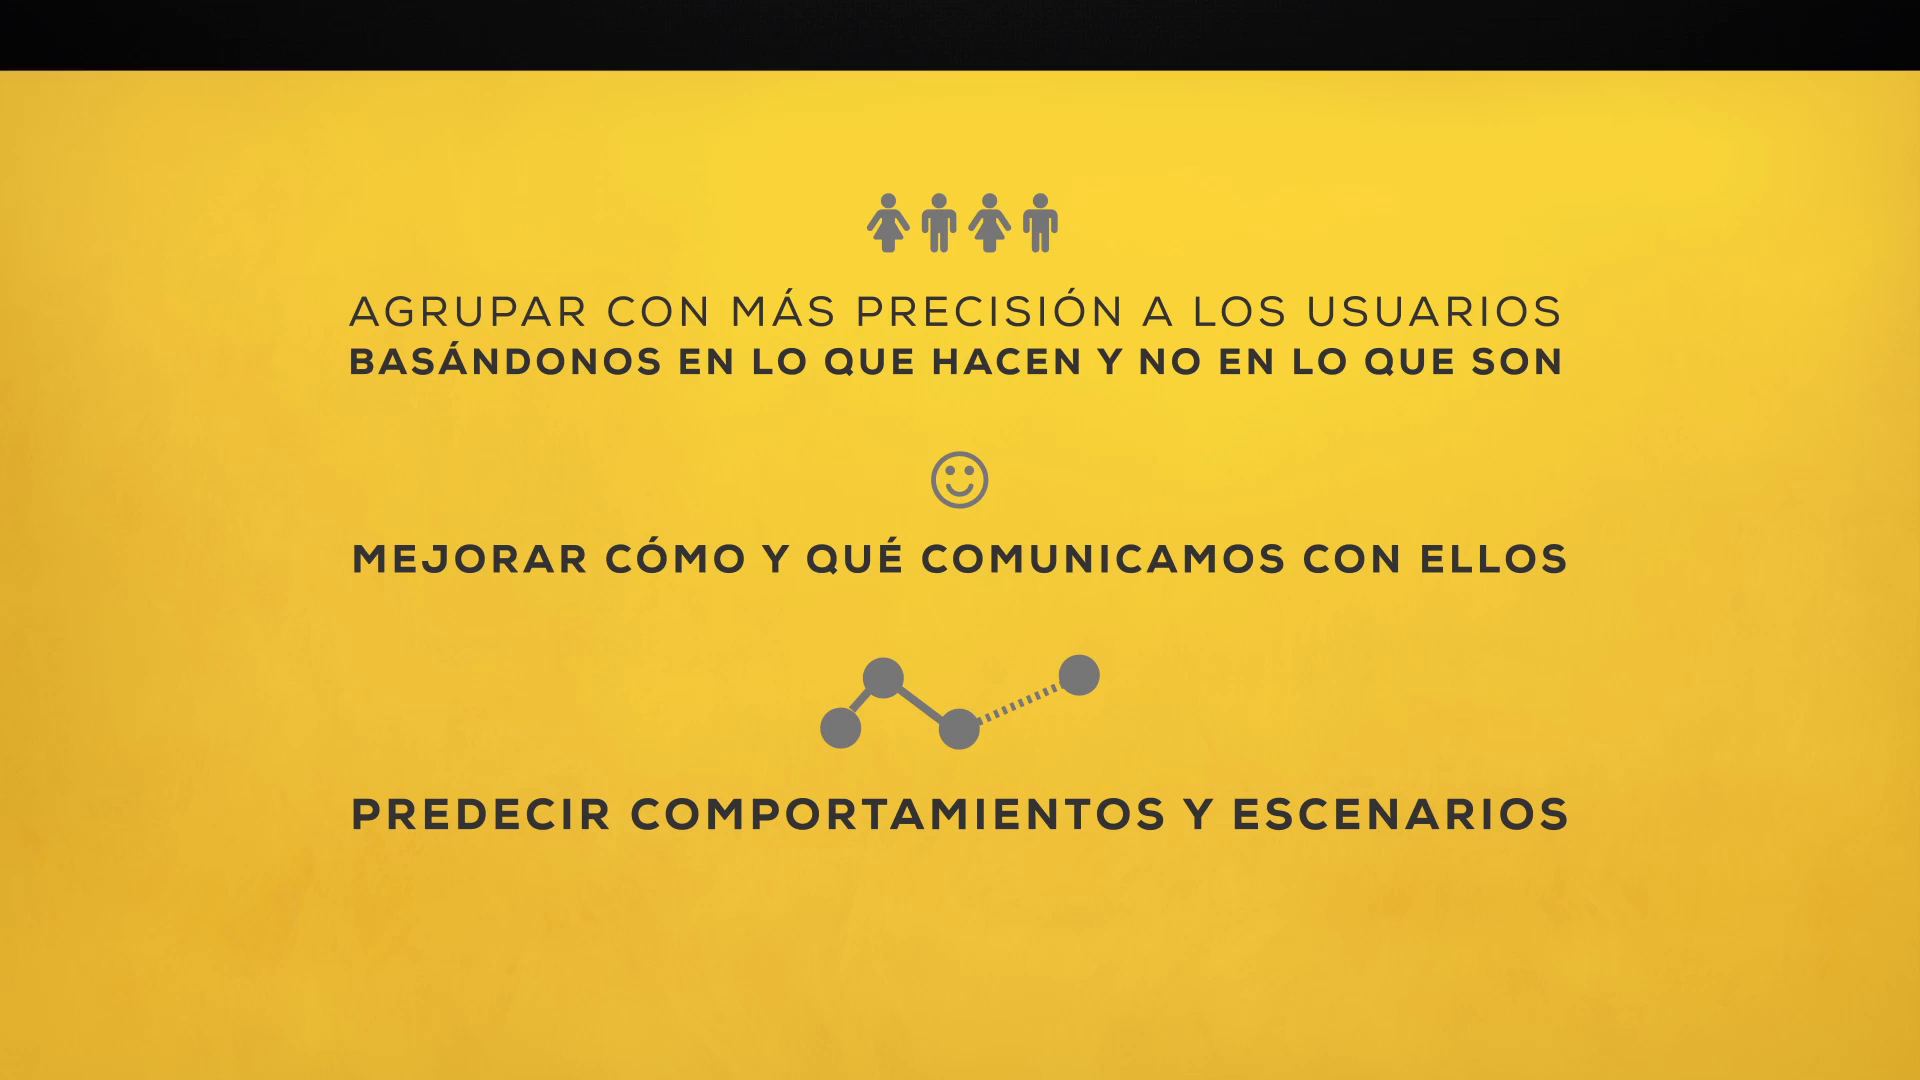 AGRUPAR CON MÁS PRECISIÓN A LOS USUARIOS
BASÁNDONOS EN LO QUE HACEN Y NO EN LO QUE SON
MEJORAR CÓMO Y QUÉ COMUNICAMOS CON ELLOS
PREDECIR COMPORTAMIENTOS Y ESCENARIOS